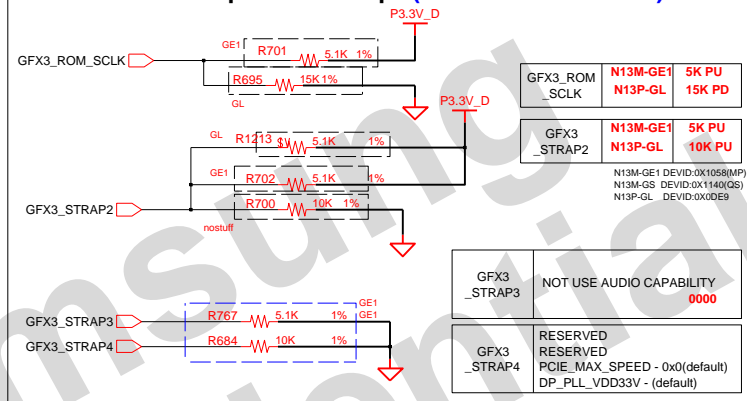 P3.3V_D
GE1
R701 5.1K 1%
GFX3_ROM_SCLK
R695 15K 1%
GL
GFX3_ROM _SCLK N13M-GE1 5K PU
N13P-GL 15K PD
P3.3V_D
GL R1213 5.1K 1%
GFX3 _STRAP2 N13M-GE1 5K PU
N13P-GL 10K PU
GE1 R702 5.1K 1%
N13M-GE1 DEVID:0X1058(MP)
N13M-GS DEVID:0X1140(QS)
N13P-GL DEVID:0X0DE9
GFX3_STRAP2
R700 10K 1%
nostuff
GFX3 _STRAP3 NOT USE AUDIO CAPABILITY
0000
GE1
GFX3_STRAP3 R767 5.1K 1% GE1
GFX3_STRAP4 R684 10K 1%
GFX3 _STRAP4 RESERVED
RESERVED
PCIE_MAX_SPEED - 0x0(default)
DP_PLL_VDD33V - (default)